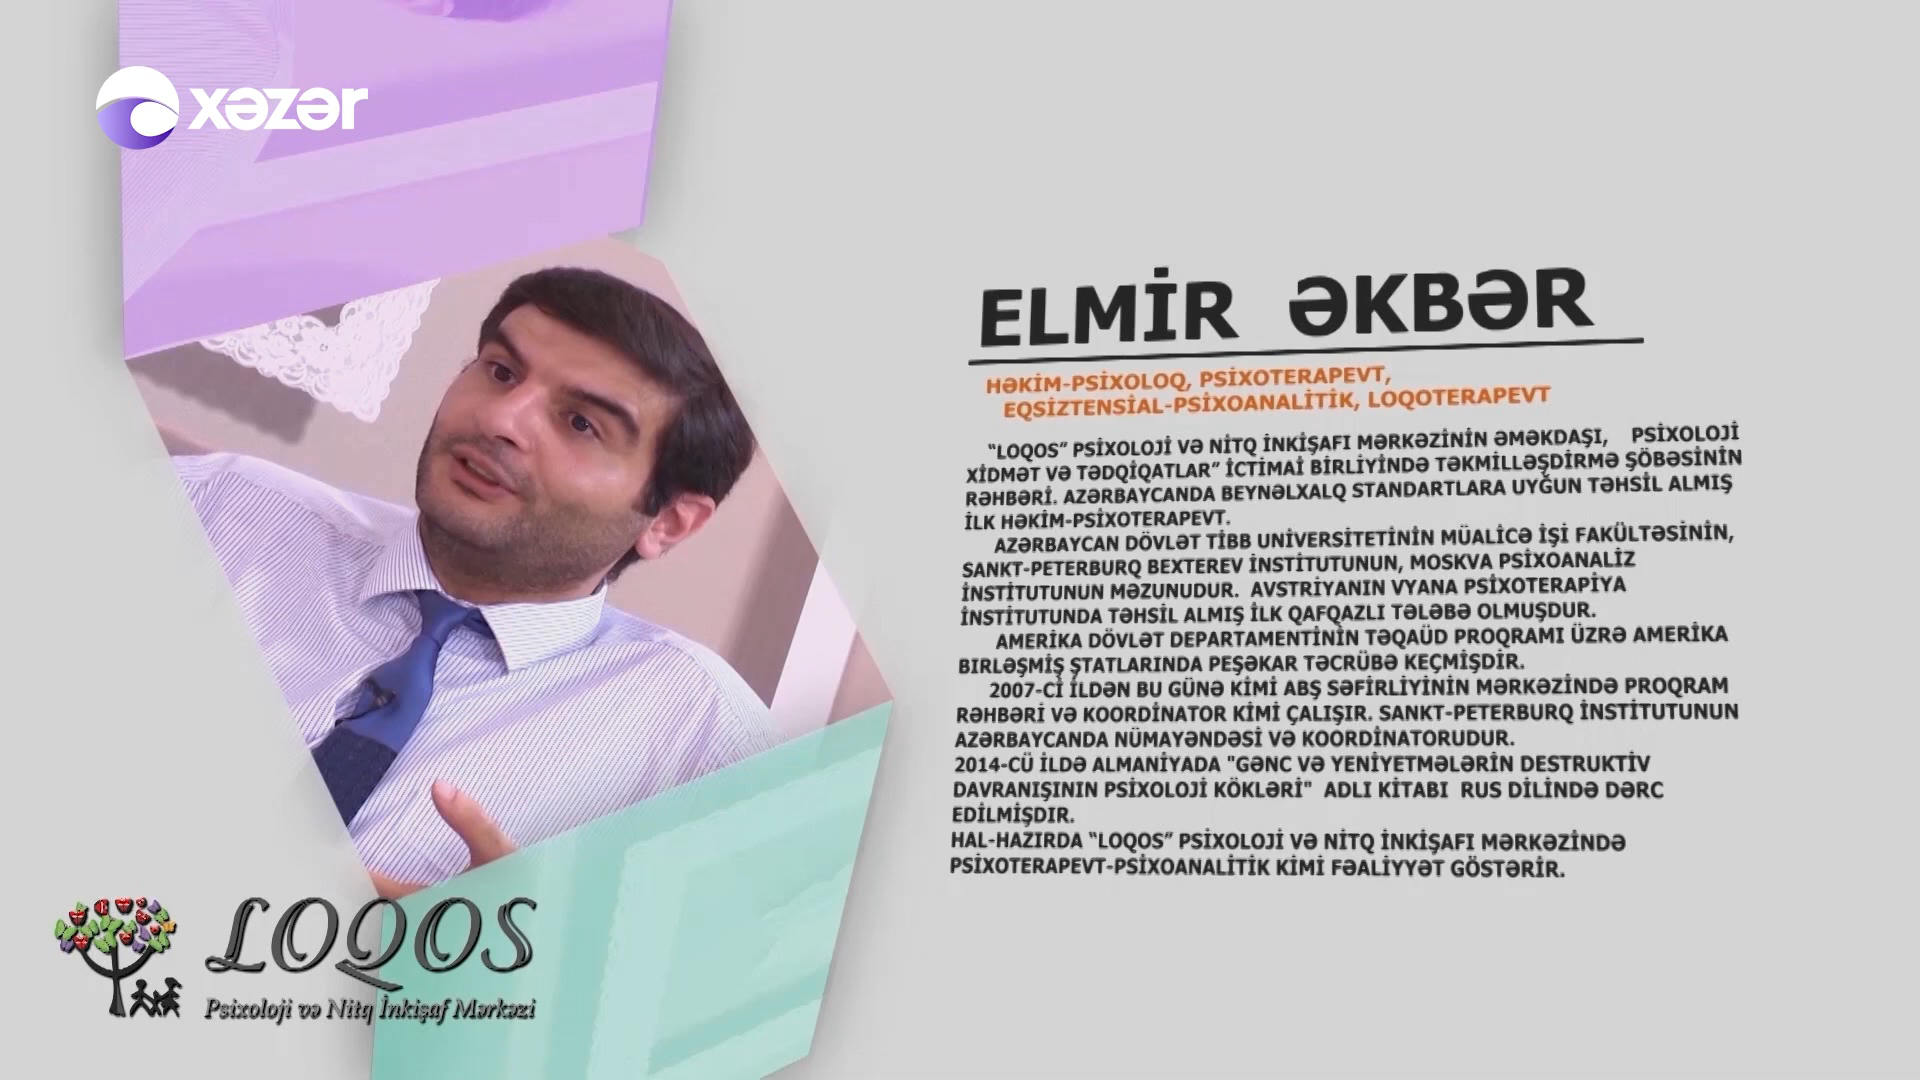 xəzər
ELMİR ƏKBƏR
HƏKİM-PSİXOLOQ, PSİXOTERAPEVT,
EQSİZTENSİAL-PSİXOANALİTİK, LOQOTERAPEVT
“LOQOS” PSİXOLOJİ VƏ NİTQ İNKİŞAFI MƏRKƏZİNİN ƏMƏKDAŞI, PSİXOLOJİ
XİDMƏT VƏ TƏDQİQATLAR” İCTİMAİ BİRLİYİNDƏ TƏKMİLLƏŞDİRMƏ ŞÖBƏSİNİN
RƏHBƏRİ. AZƏRBAYCANDA BEYNƏLXALQ STANDARTLARA UYĞUN TƏHSİL ALMIŞ
İLK HƏKİM-PSİXOTERAPEVT.
AZƏRBAYCAN DÖVLƏT TİBB UNİVERSİTETİNİN MÜALİCƏ İŞİ FAKÜLTƏSİNİN,
SANKT-PETERBURQ BEXTEREV İNSTİTUTUNUN, MOSKVA PSİXOANALİZ
İNSTİTUTUNUN MƏZUNUDUR. AVSTRİYANIN VYANA PSİXOTERAPİYA
İNSTİTUTUNDA TƏHSİL ALMIŞ İLK QAFQAZLI TƏLƏBƏ OLMUŞDUR.
AMERİKA DÖVLƏT DEPARTAMENTİNİN TƏQAÜD PROQRAMI ÜZRƏ AMERİKA
BIRLƏŞMİŞ ŞTATLARINDA PEŞƏKAR TƏCRÜBƏ KEÇMİŞDİR.
2007-Cİ İLDƏN BU GÜNƏ KİMİ ABŞ SƏFİRLİYİNİN MƏRKƏZİNDƏ PROQRAM
RƏHBƏRİ VƏ KOORDİNATOR KİMİ ÇALIŞIR. SANKT-PETERBURQ İNSTİTUTUNUN
AZƏRBAYCANDA NÜMAYƏNDƏSİ VƏ KOORDİNATORUDUR.
2014-CÜ İLDƏ ALMANİYADA "GƏNC VƏ YENİYETMƏLƏRİN DESTRUKTİV
DAVRANIŞININ PSİXOLOJİ KÖKLƏRİ" ADLI KİTABI RUS DİLİNDƏ DƏRC
EDİLMİŞDIR.
HAL-HAZIRDA “LOQOS” PSİXOLOJİ VƏ NİTQ İNKİŞAFI MƏRKƏZİNDƏ
PSİXOTERAPEVT-PSİXOANALİTİK KİMİ FƏALİYYƏT GÖSTƏRİR.
LOQOS
Psixoloji və Nitq İnkişaf Mərkəzi